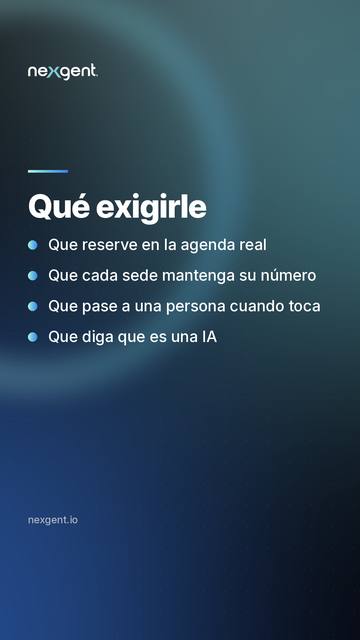 nexgent.
Qué exigirle
Que reserve en la agenda real
Que cada sede mantenga su número
Que pase a una persona cuando toca
Que diga que es una IA
nexgent.io